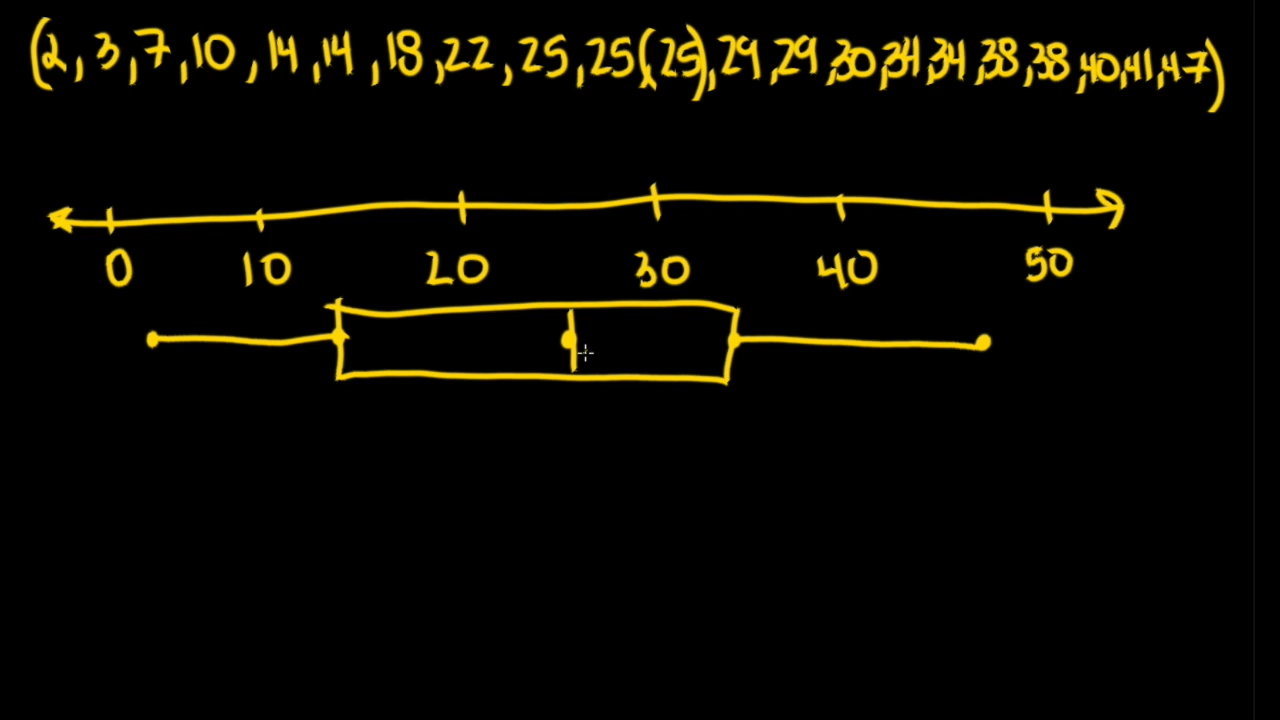 (2, 3, 7, 10, 14, 14, 18, 22, 25, 25(25), 29, 29, 30, 34, 34, 38, 38, 40, 41, 47)
0 10 20 30 40 50